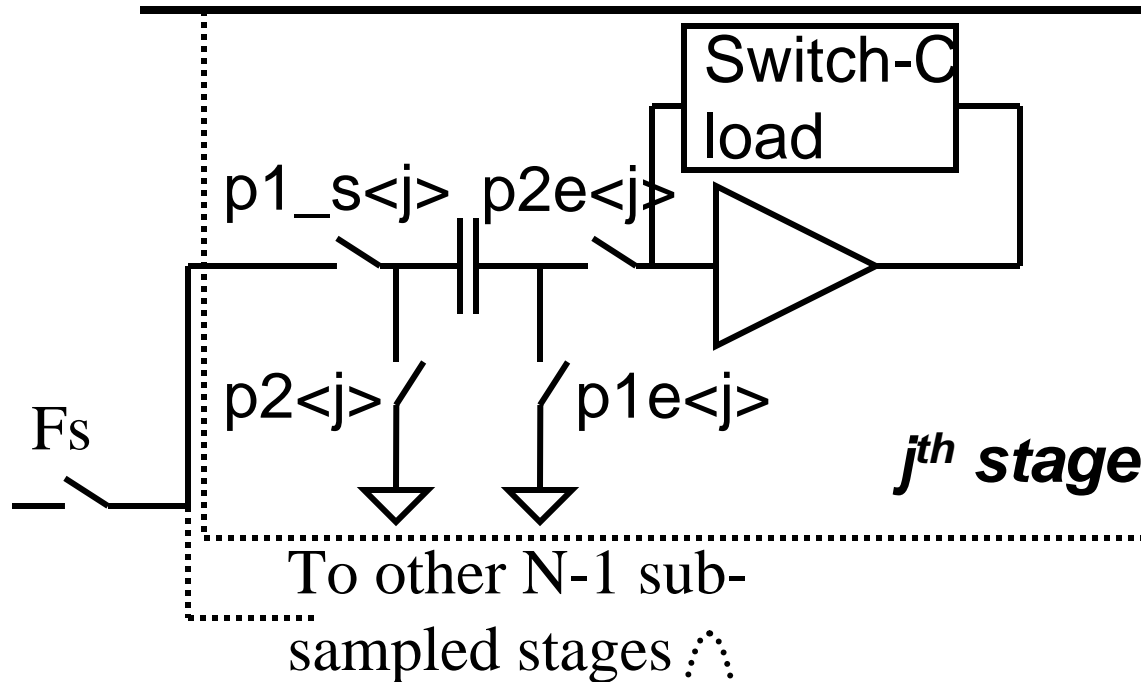 Switch-C
load
p1_s<j>
p2e<j>
p2<j>
p1e<j>
Fs
jth stage
To other N-1 sub-
sampled stages